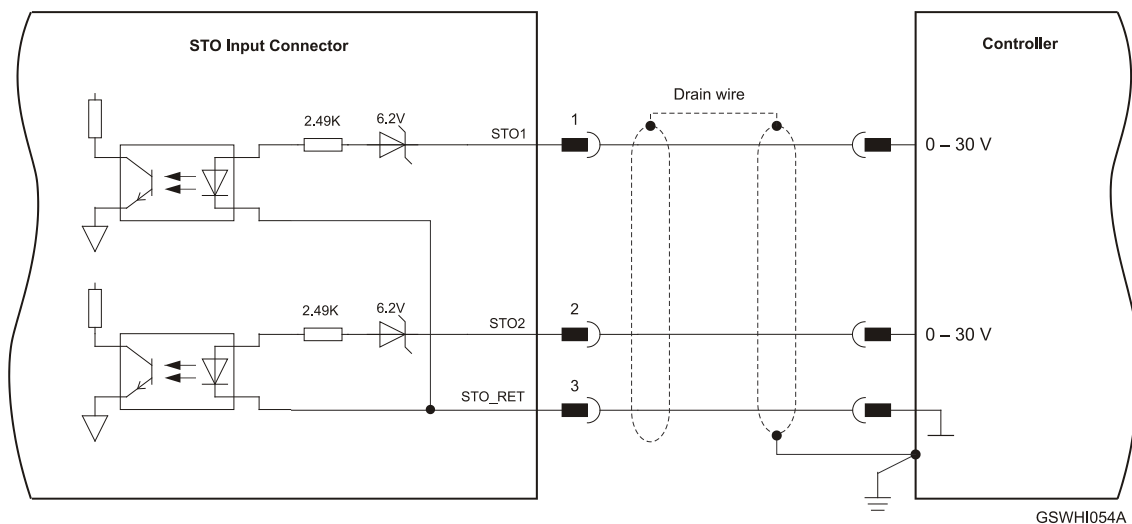 STO Input Connector
Controller
Drain wire
2.49K
6.2V
STO1
1
0 – 30 V
2.49K
6.2V
STO2
2
0 – 30 V
STO_RET
3
GSWHI054A